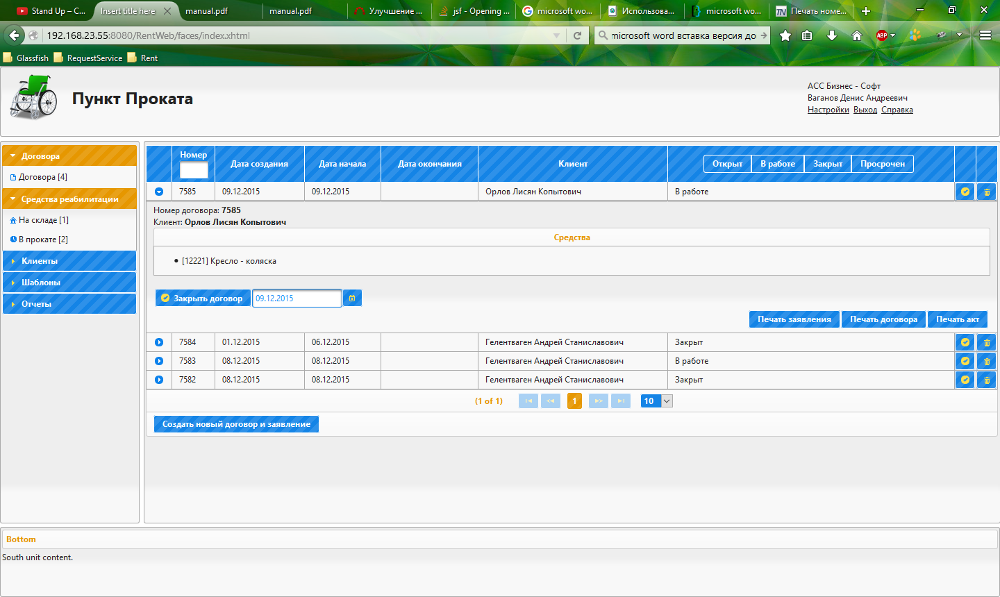 Stand Up – C...
Insert title here
manual.pdf
manual.pdf
Улучшение ...
jsf - Opening ...
microsoft wo...
Использова...
microsoft wo...
Печать номе...
192.168.23.55:8080/RentWeb/faces/index.xhtml
microsoft word вставка версия до
ABP
Glassfish
RequestService
Rent
Пункт Проката
АСС Бизнес - Софт
Ваганов Денис Андреевич
Настройки Выход Справка
Договора
Договора [4]
Средства реабилитации
На складе [1]
В прокате [2]
Клиенты
Шаблоны
Отчеты
Номер Дата создания Дата начала Дата окончания Клиент Открыт В работе Закрыт Просрочен
7585 09.12.2015 09.12.2015 Орлов Лисян Копытович В работе
Номер договора: 7585
Клиент: Орлов Лисян Копытович
Средства
• [12221] Кресло - коляска
Закрыть договор 09.12.2015
Печать заявления Печать договора Печать акт
7584 01.12.2015 06.12.2015 Гелентваген Андрей Станиславович Закрыт
7583 08.12.2015 08.12.2015 Гелентваген Андрей Станиславович В работе
7582 08.12.2015 08.12.2015 Гелентваген Андрей Станиславович Закрыт
(1 of 1) 1 10
Создать новый договор и заявление
Bottom
South unit content.